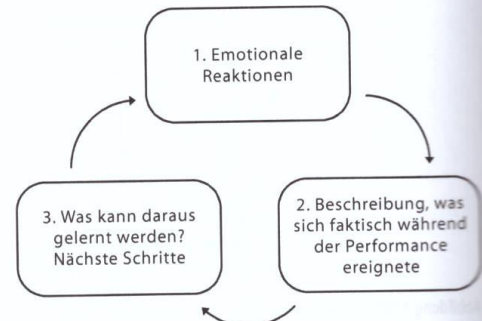 1. Emotionale
Reaktionen
2. Beschreibung, was
sich faktisch während
der Performance
ereignete
3. Was kann daraus
gelernt werden?
Nächste Schritte